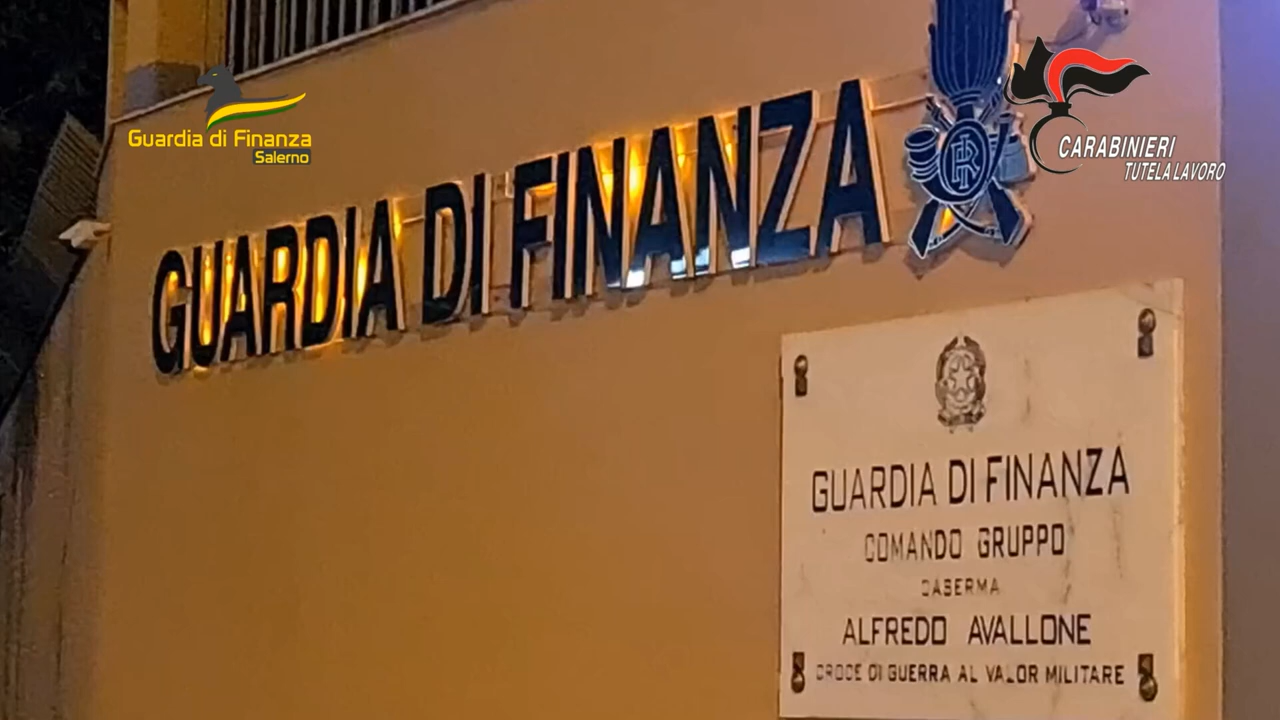 Guardia di Finanza
Salerno
CARABINIERI
TUTELA LAVORO
GUARDIA DI FINANZA
RI
GUARDIA DI FINANZA
COMANDO GRUPPO
CASERMA
ALFREDO AVALLONE
CROCE DI GUERRA AL VALOR MILITARE